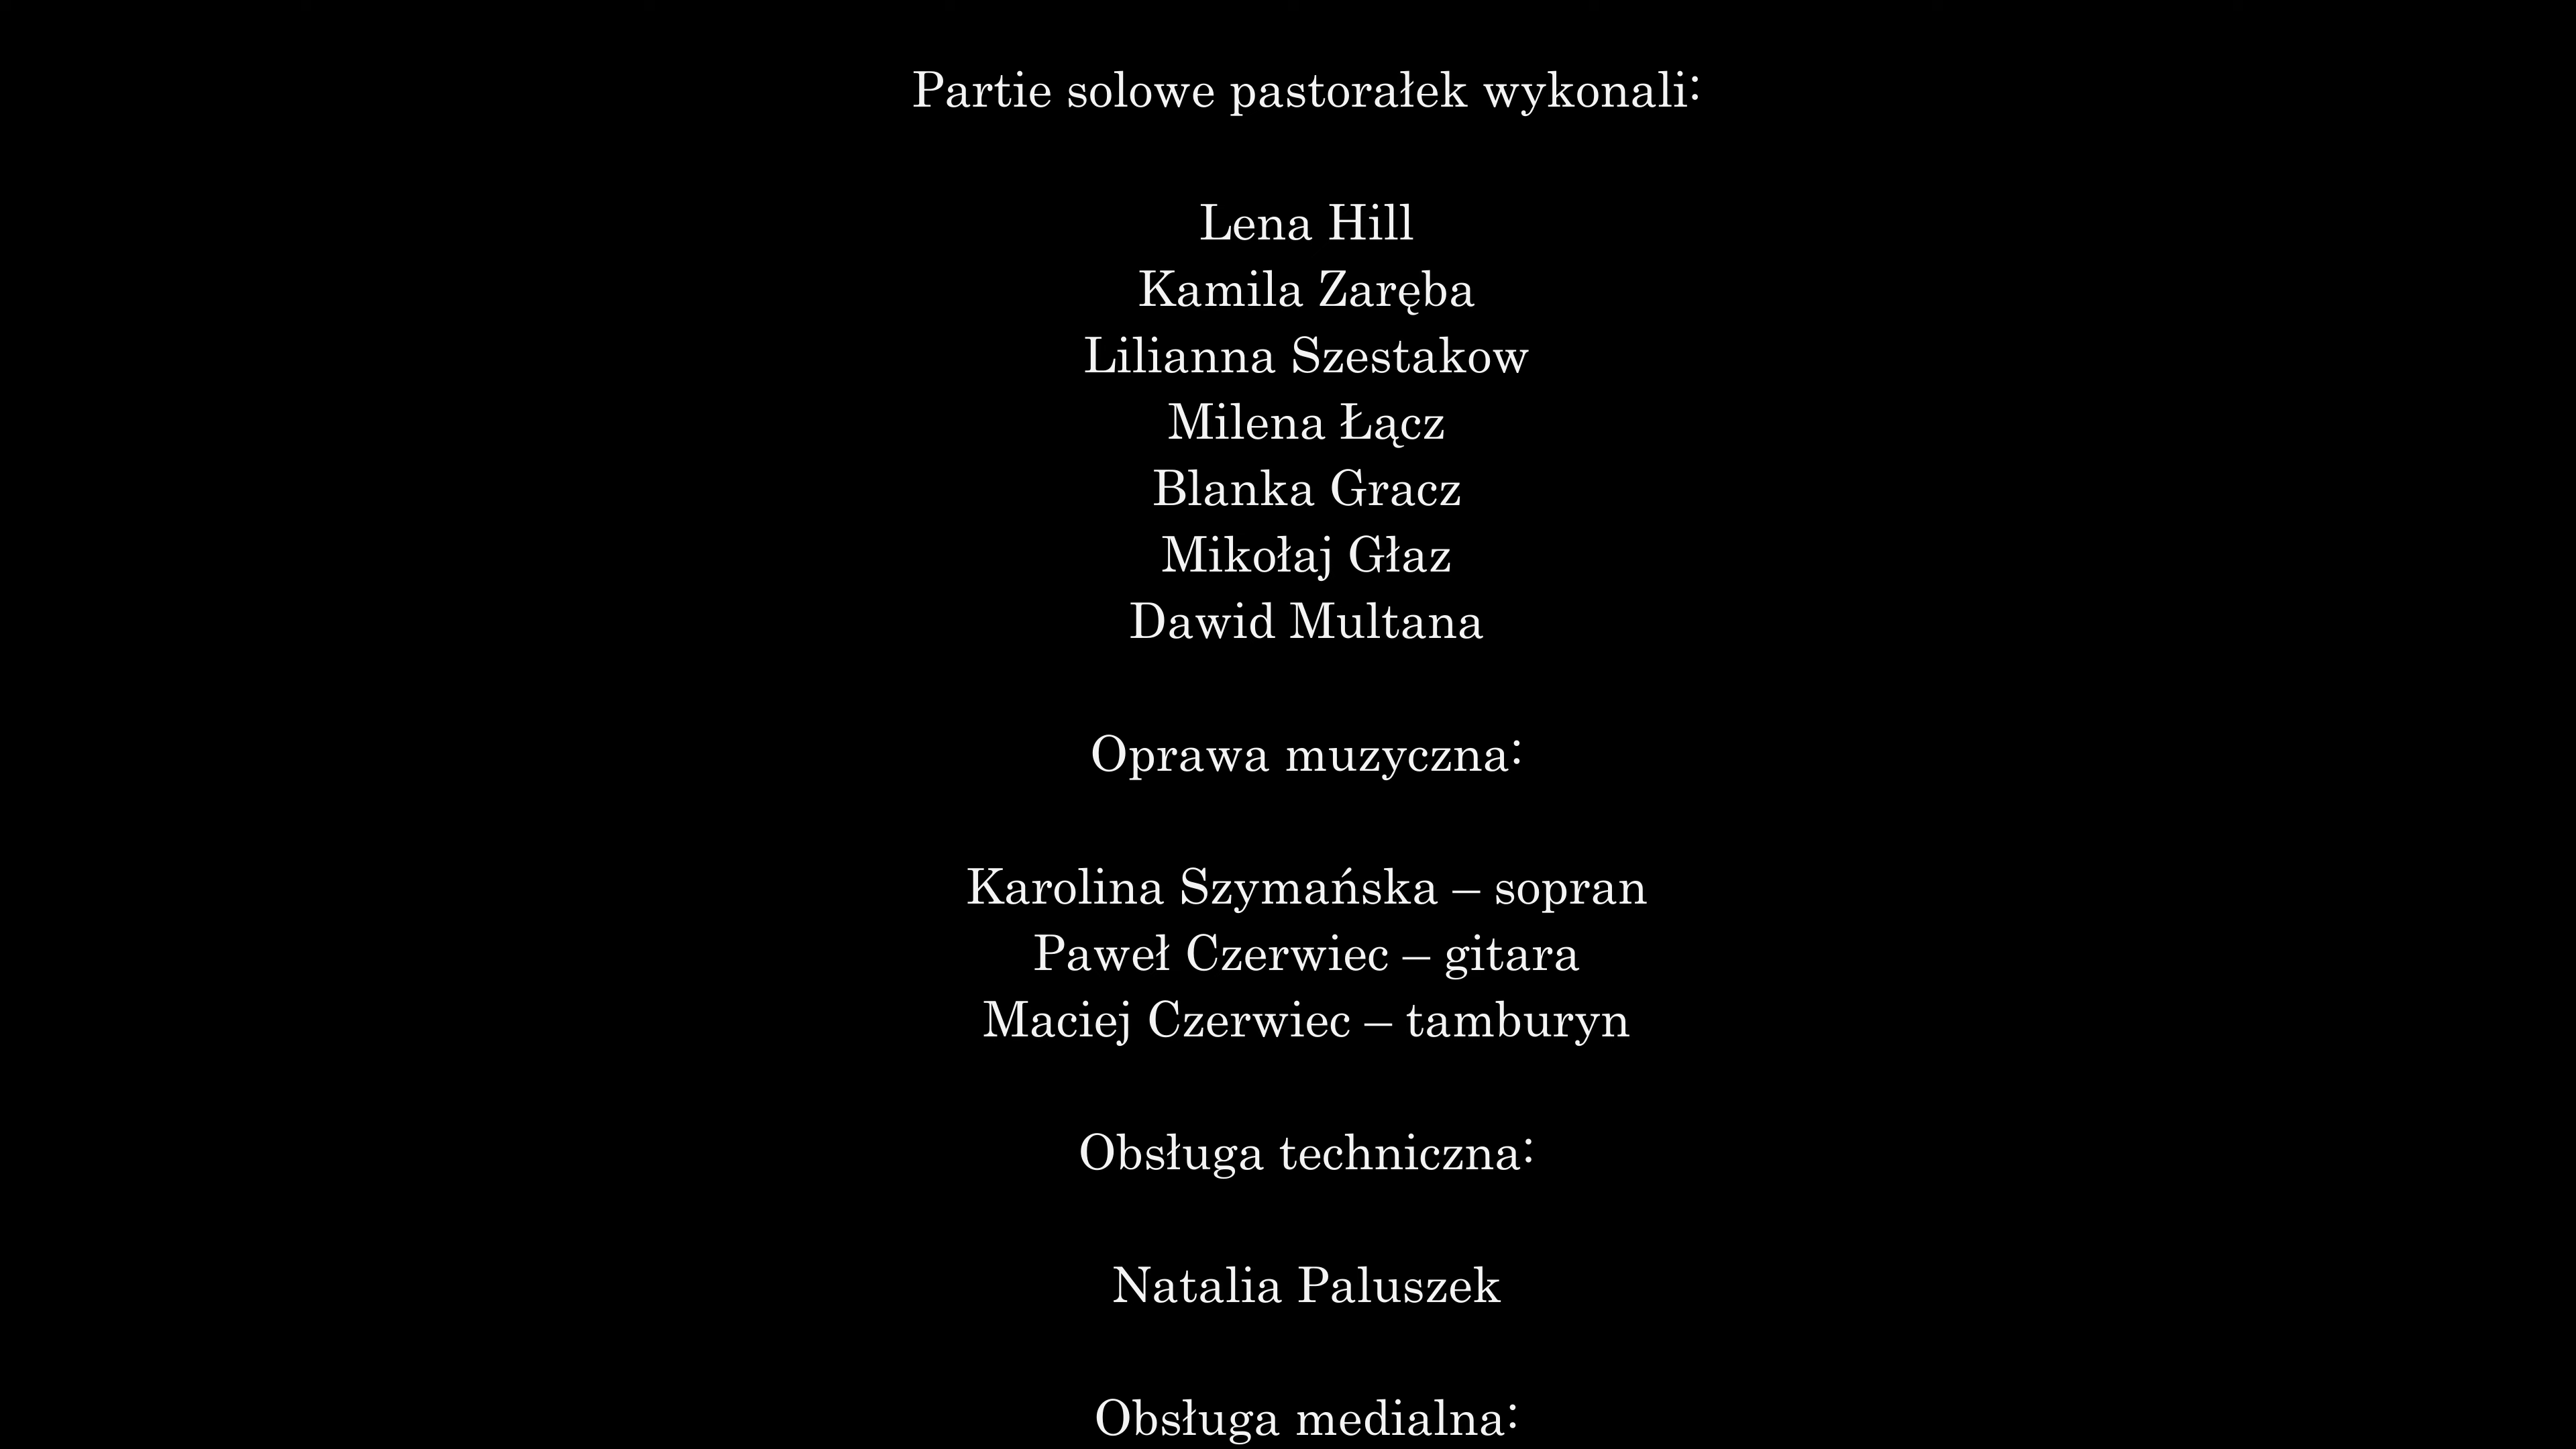 Partie solowe pastorałek wykonali:
Lena Hill
Kamila Zaręba
Lilianna Szestakow
Milena Łącz
Blanka Gracz
Mikołaj Głaz
Dawid Multana
Oprawa muzyczna:
Karolina Szymańska – sopran
Paweł Czerwiec – gitara
Maciej Czerwiec – tamburyn
Obsługa techniczna:
Natalia Paluszek
Obsługa medialna: